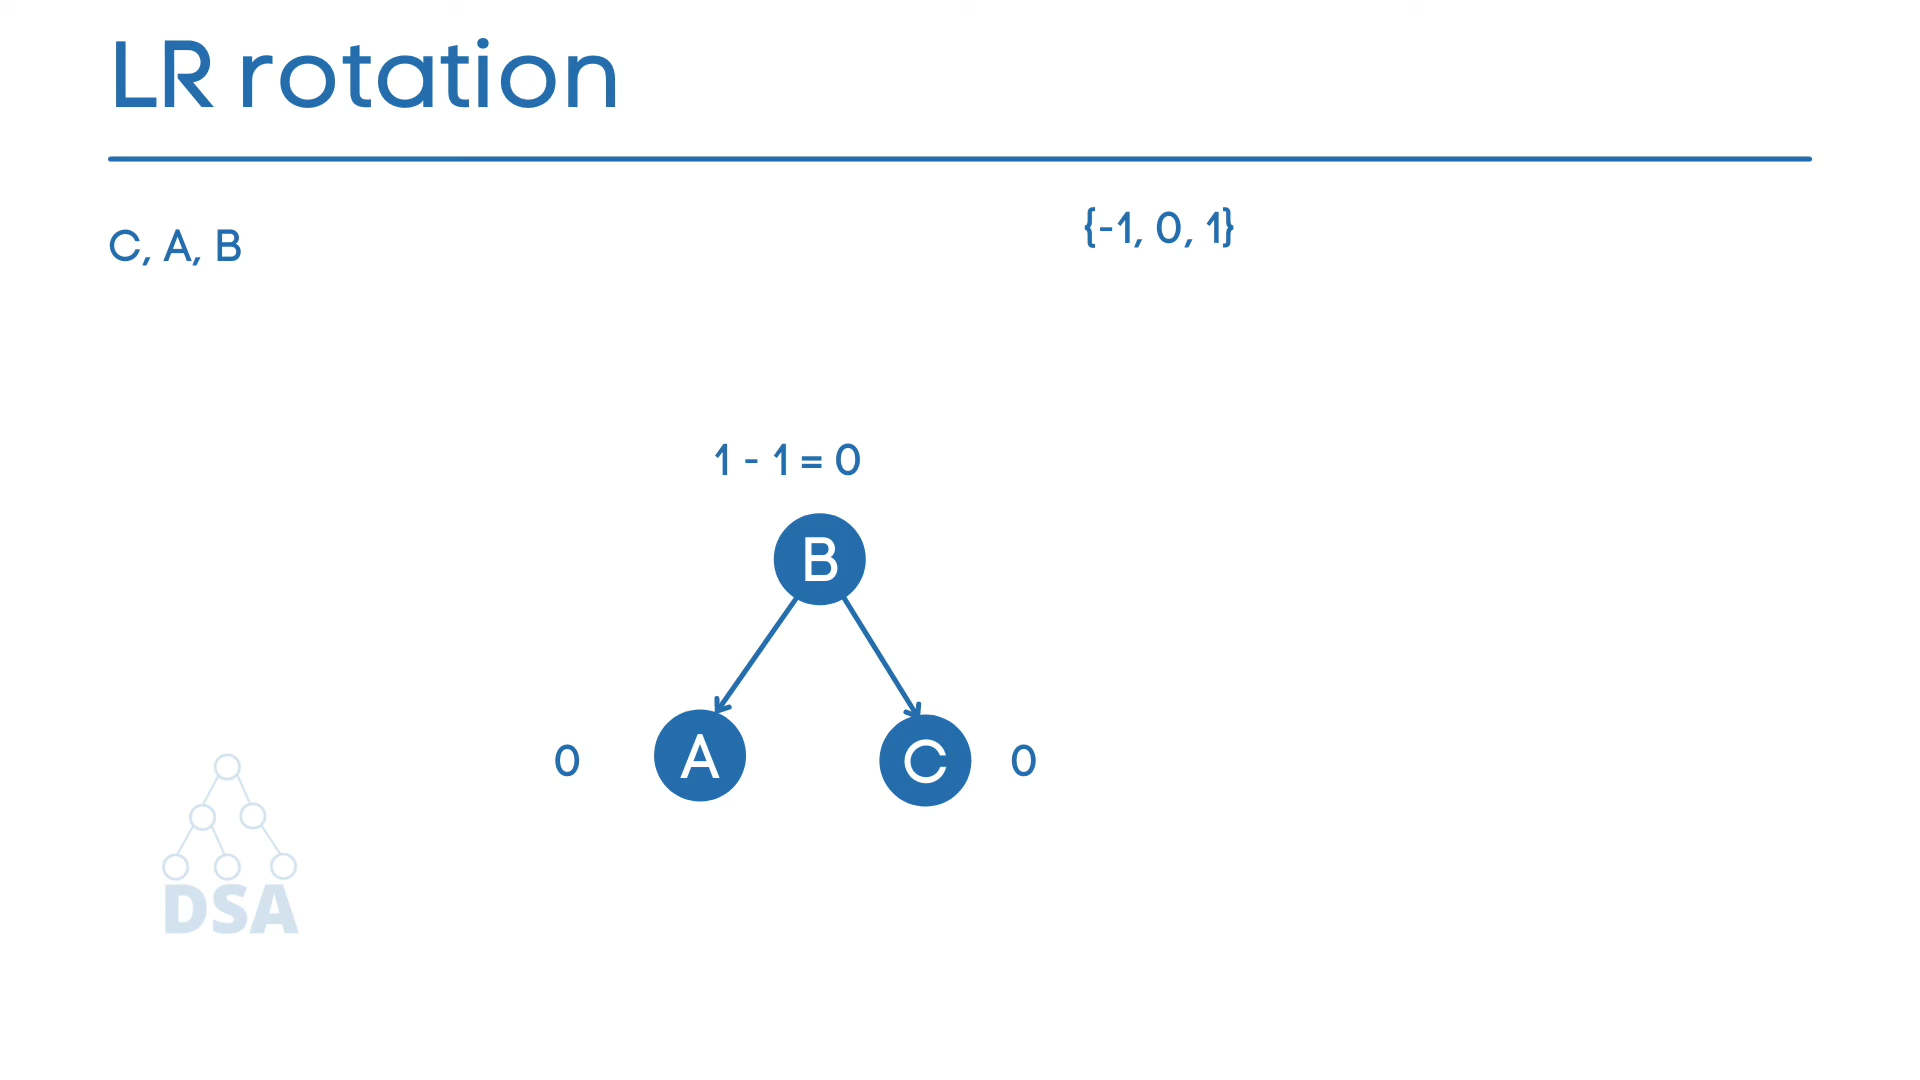 LR rotation
C, A, B
{-1, 0, 1}
1 - 1 = 0
B
0 A C 0
DSA